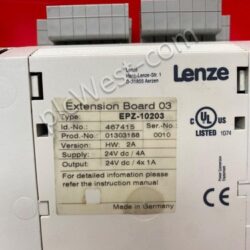 Lenze
Lenze
Hans-Lenze-Str. 1
D-31855 Aerzen
Extension Board 03
Type: EPZ-10203
Id.-No.: 467415 Ser.-No.:
Prod.-No.: 01303188 0010
Version: HW: 2A
Supply: 24V dc / 4A
Output: 24V dc / 4x 1A
For detailed infomation please
refer the instruction manual
Made in Germany
C UL US
LISTED